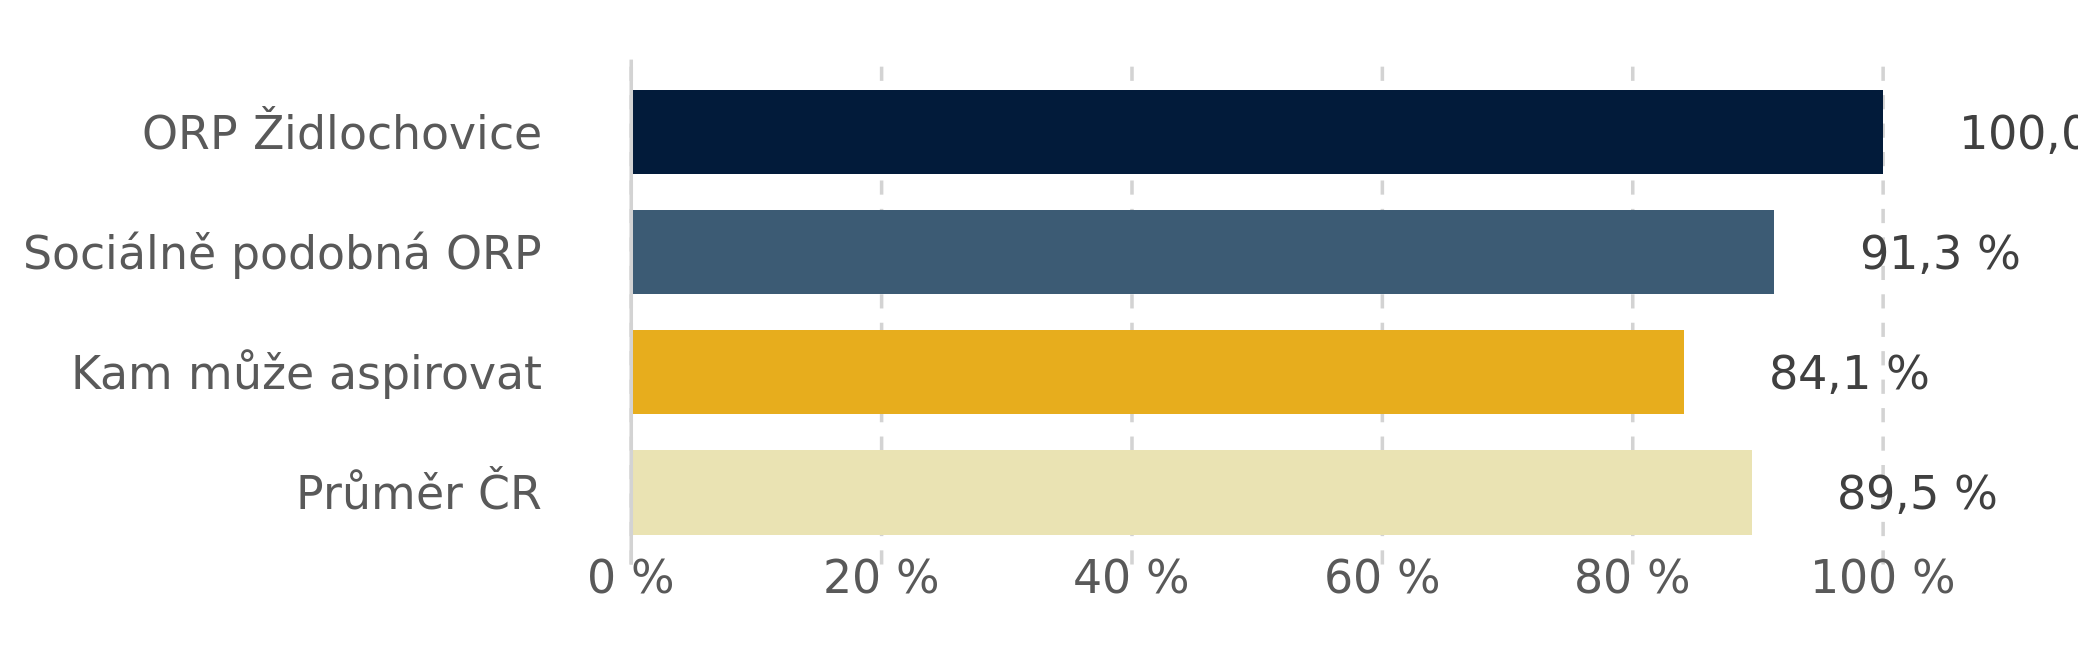 ORP Židlochovice 100,0
Sociálně podobná ORP 91,3 %
Kam může aspirovat 84,1 %
Průměr ČR 89,5 %
0 % 20 % 40 % 60 % 80 % 100 %